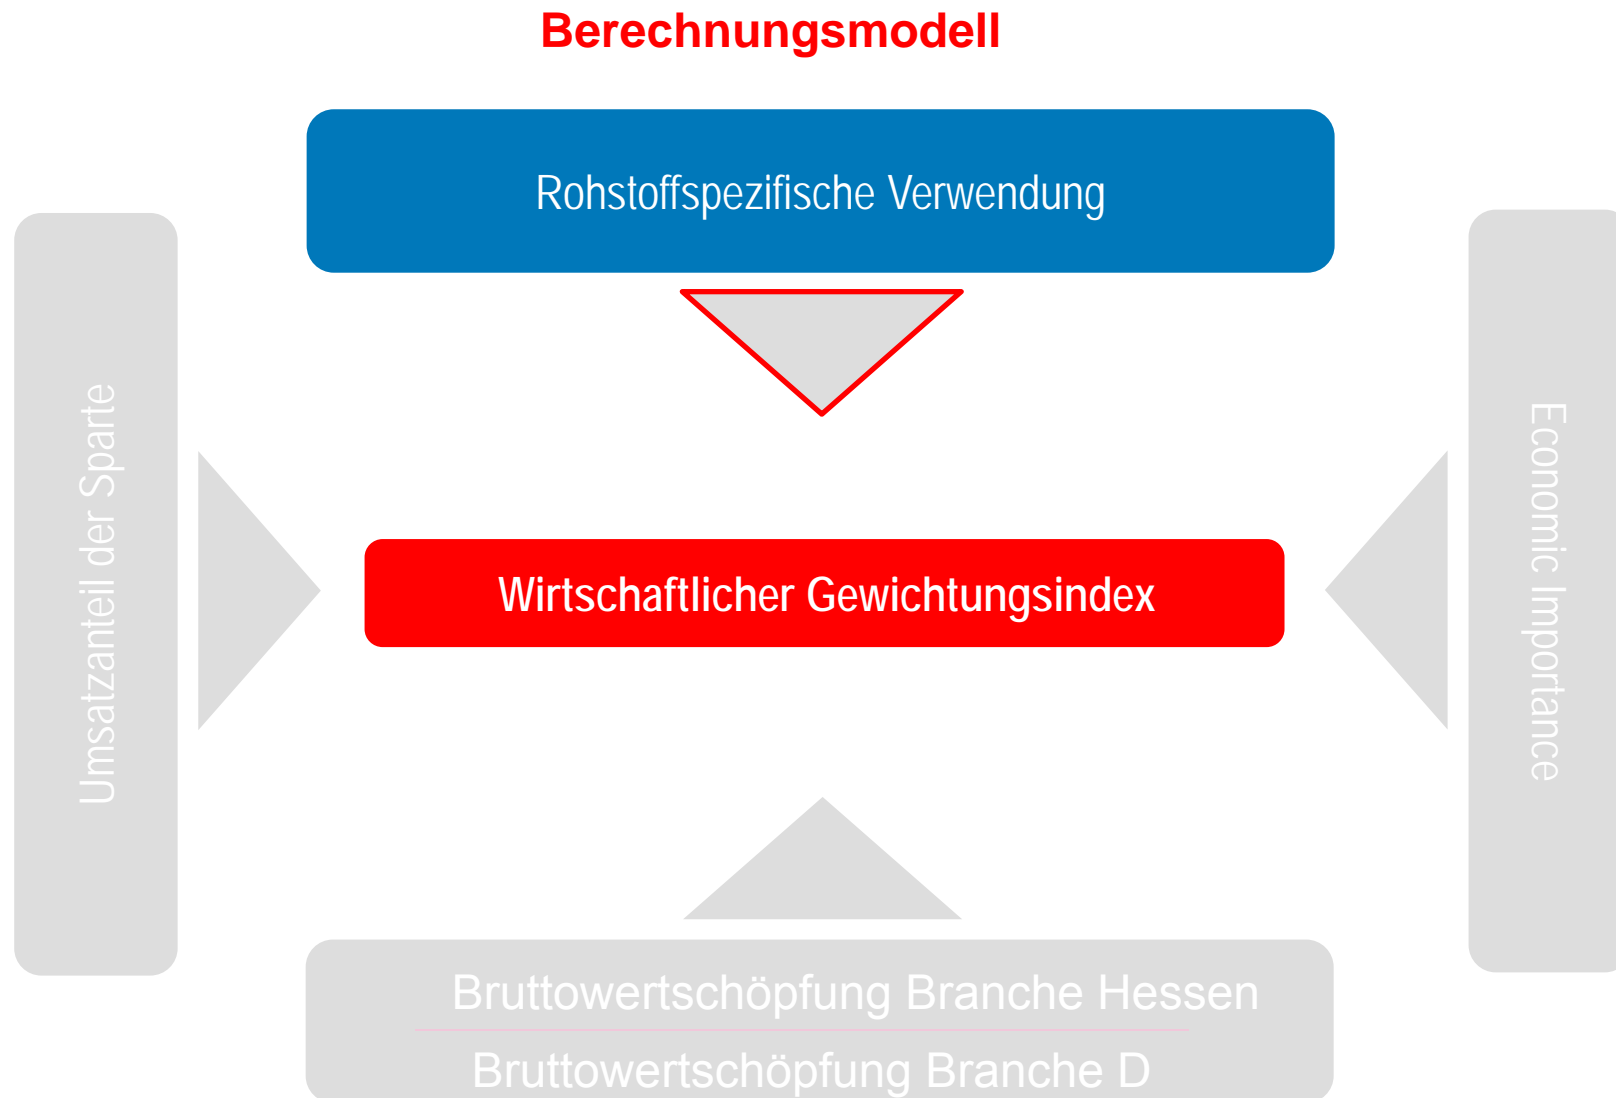 Berechnungsmodell
Rohstoffspezifische Verwendung
Umsatzanteil der Sparte
Economic Importance
Wirtschaftlicher Gewichtungsindex
Bruttowertschöpfung Branche Hessen
Bruttowertschöpfung Branche D